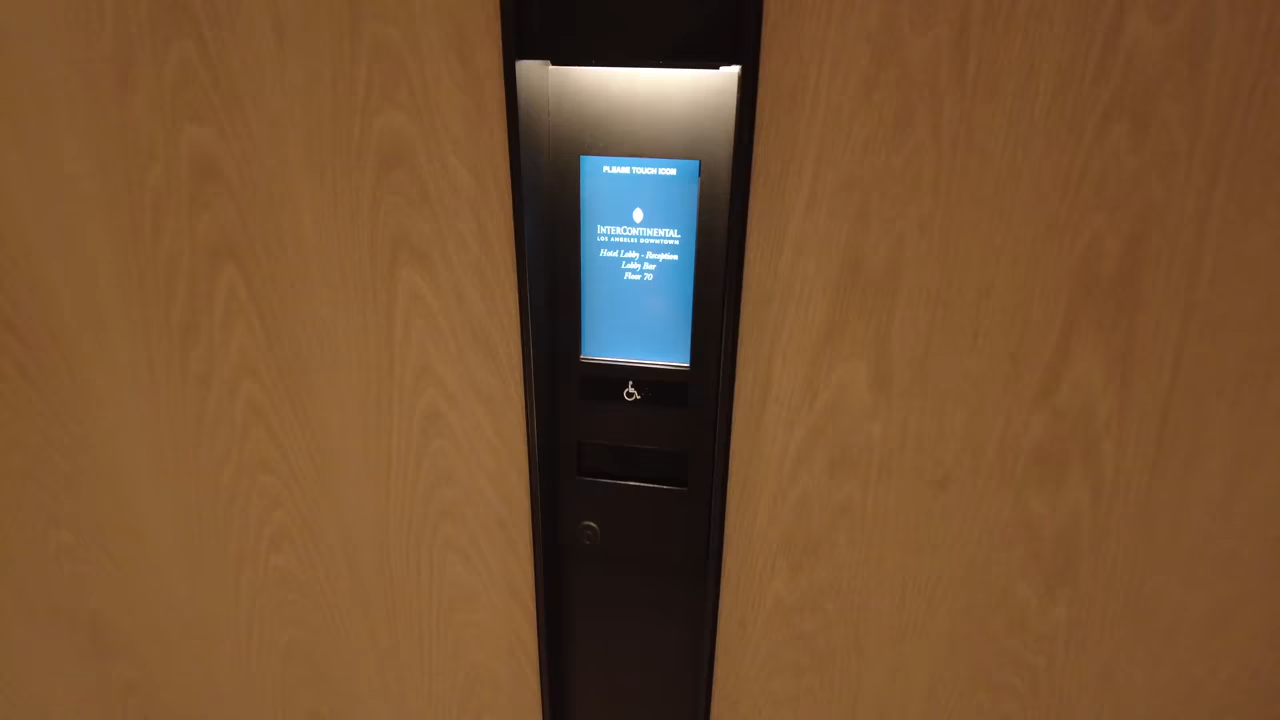 PLEASE TOUCH ICON
INTERCONTINENTAL.
LOS ANGELES DOWNTOWN
Hotel Lobby - Reception
Lobby Bar
Floor 70